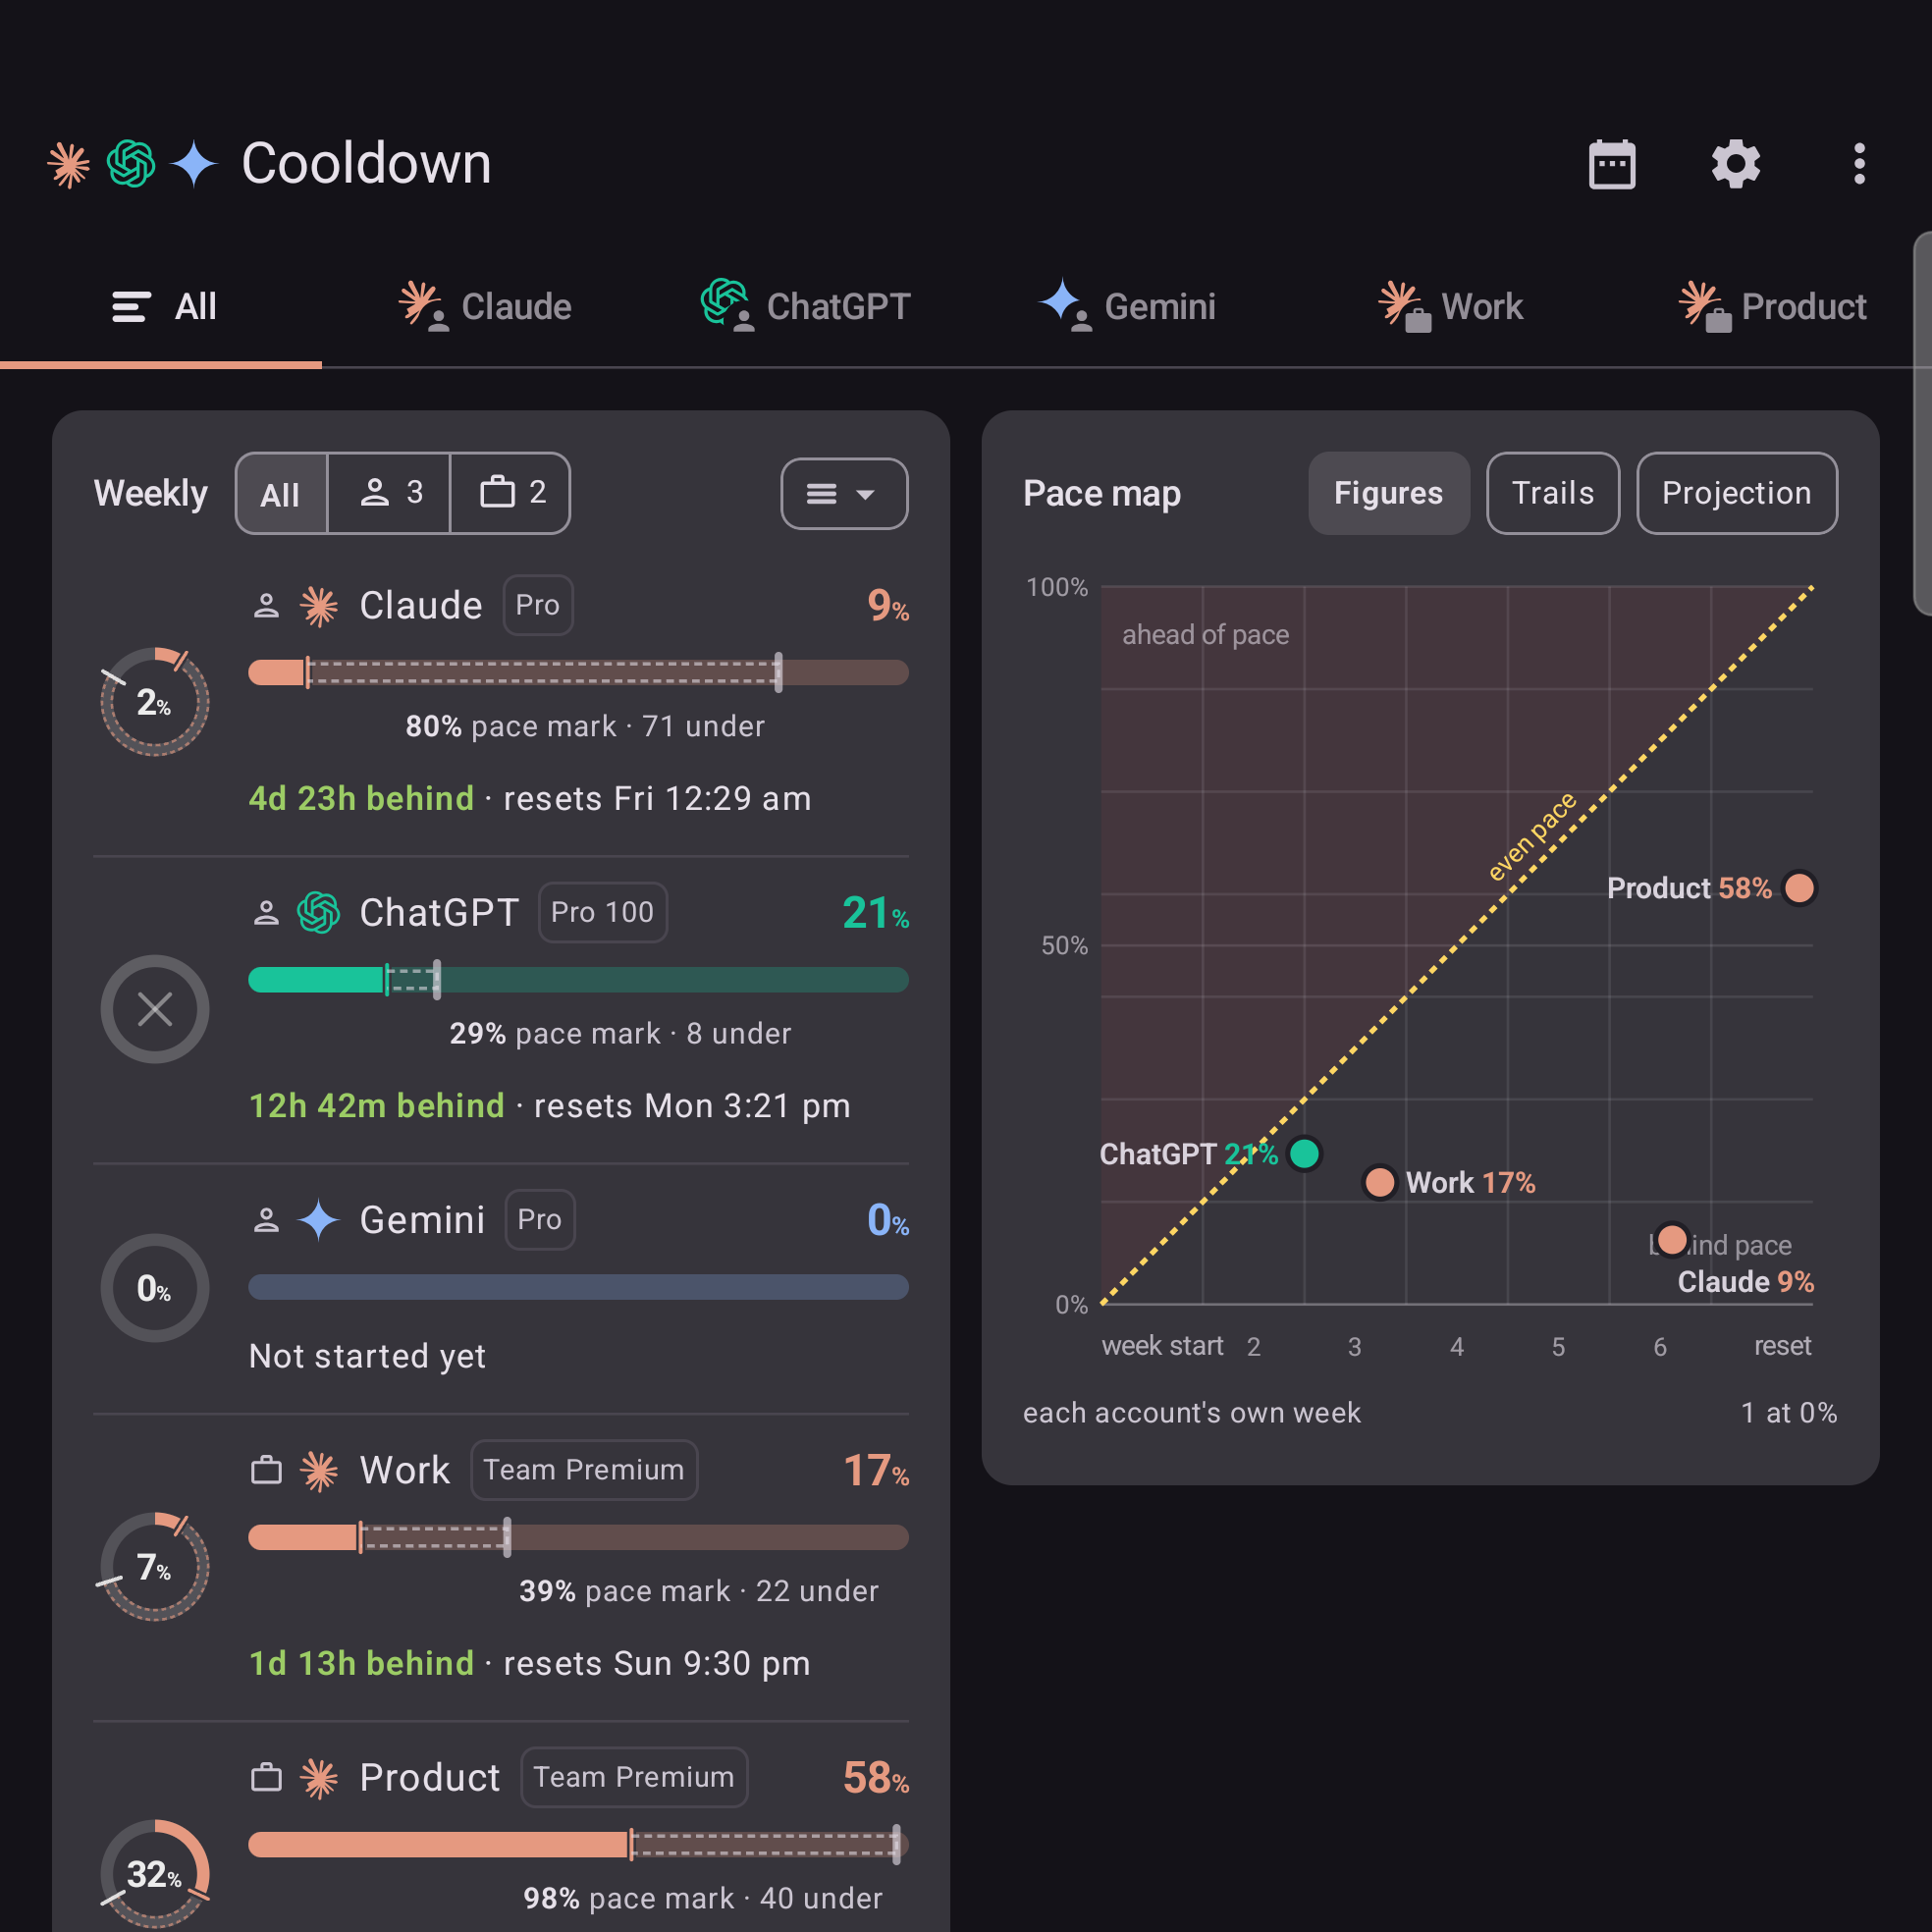 Cooldown
All
Claude
ChatGPT
Gemini
Work
Product
Weekly
All
3
2
Claude
Pro
9%
2%
80% pace mark · 71 under
4d 23h behind · resets Fri 12:29 am
ChatGPT
Pro 100
21%
29% pace mark · 8 under
12h 42m behind · resets Mon 3:21 pm
Gemini
Pro
0%
0%
Not started yet
Work
Team Premium
17%
7%
39% pace mark · 22 under
1d 13h behind · resets Sun 9:30 pm
Product
Team Premium
58%
32%
98% pace mark · 40 under
Pace map
Figures
Trails
Projection
100%
ahead of pace
even pace
Product 58%
50%
ChatGPT 21%
Work 17%
pace
Claude 9%
0%
week start 2 3 4 5 6 reset
each account's own week
1 at 0%